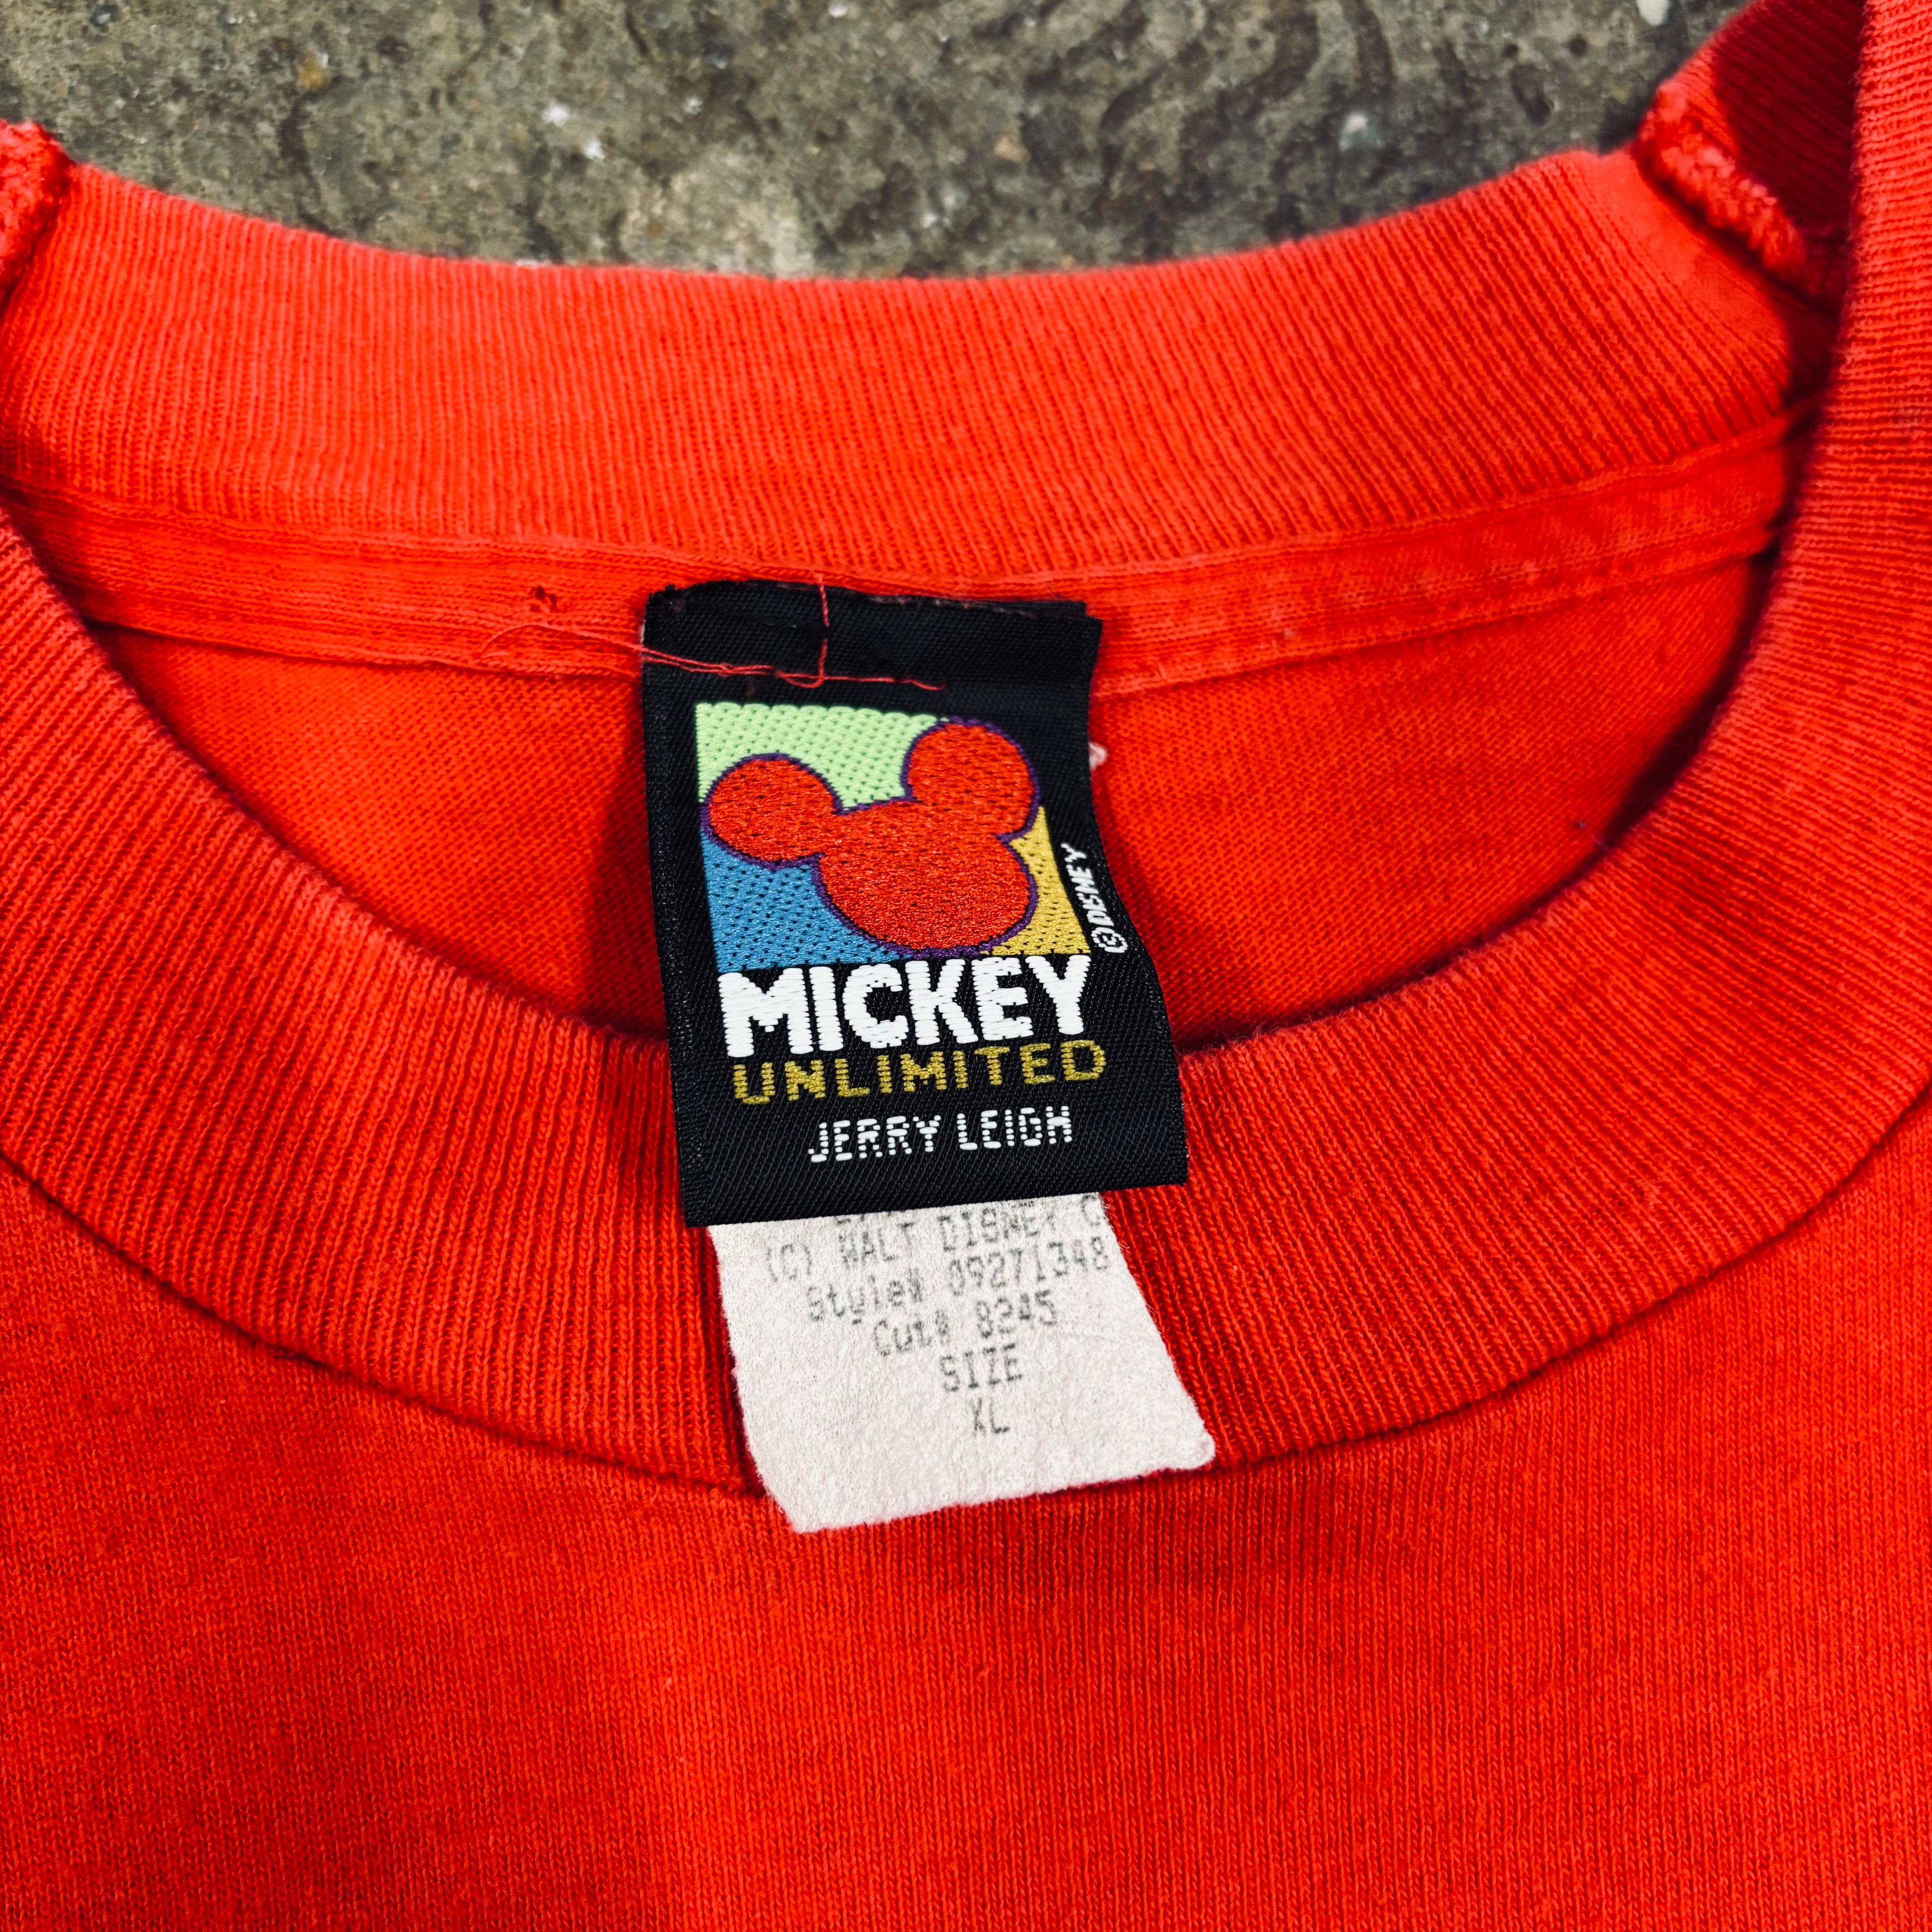 ©DISNEY
MICKEY
UNLIMITED
JERRY LEIGH
(C) WALT DISNEY C
Style# 09271348
Cut# 8245
SIZE
XL